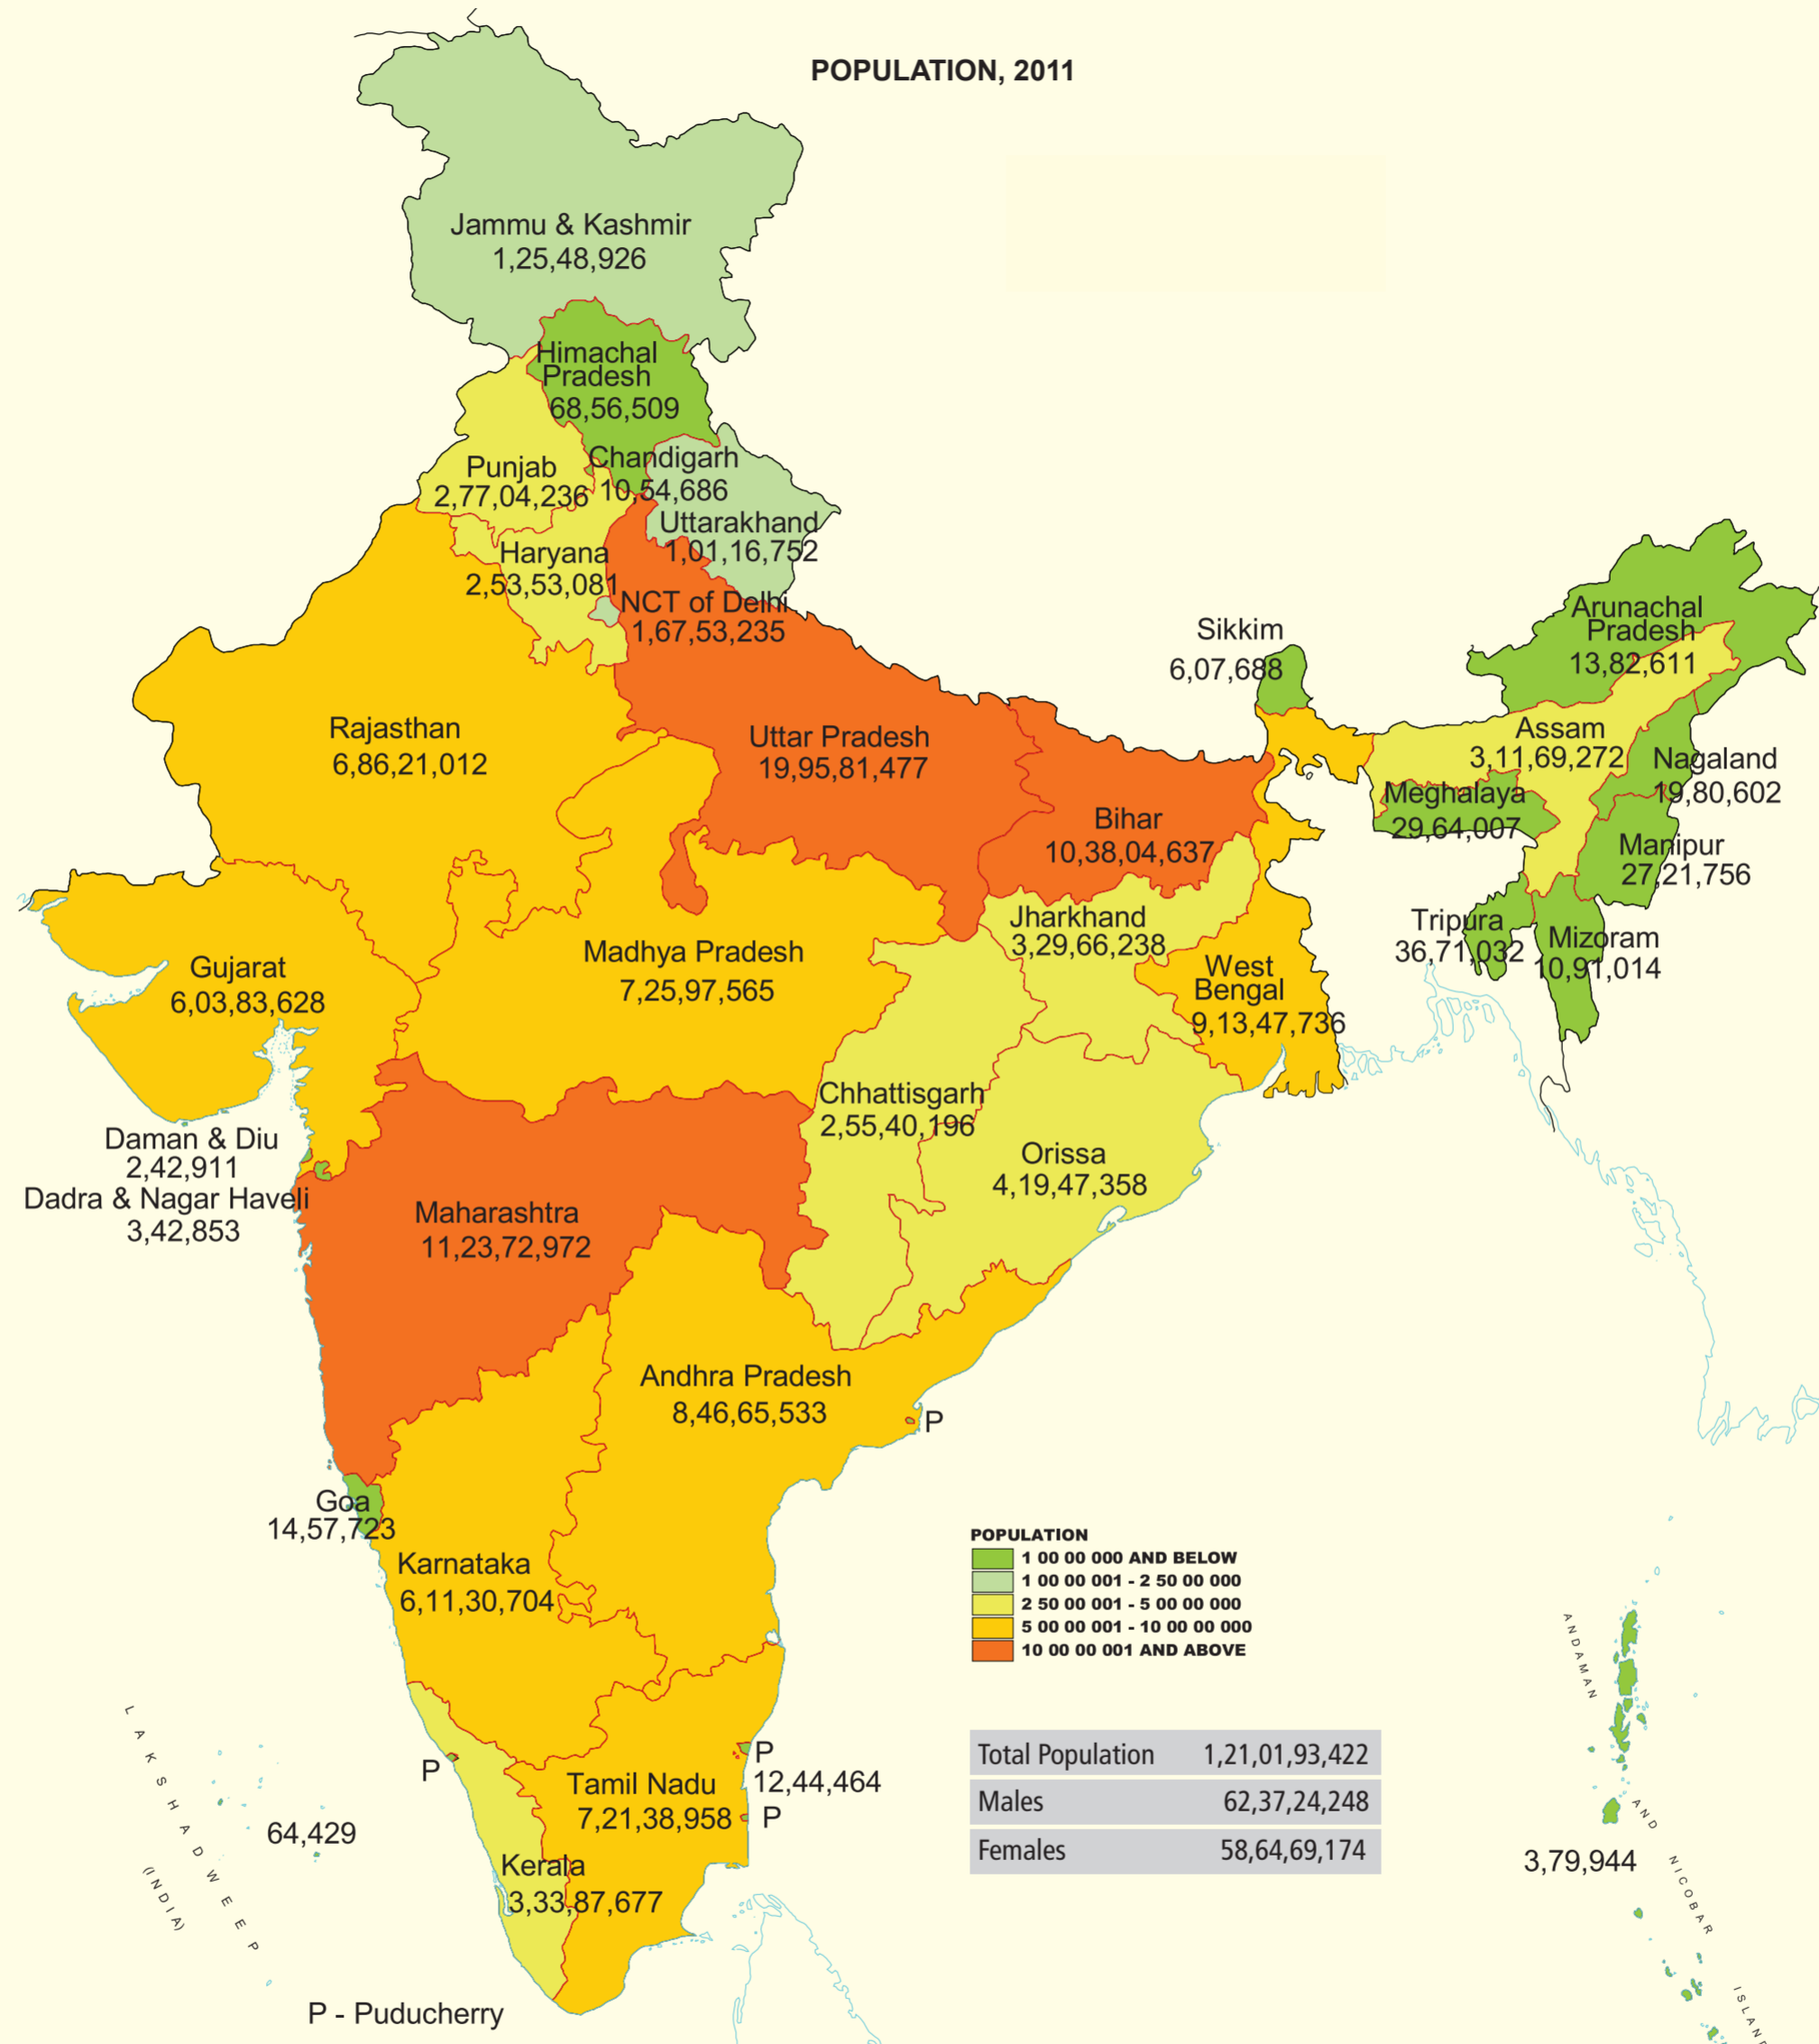 POPULATION, 2011
Jammu & Kashmir
1,25,48,926
Himachal
Pradesh
68,56,509
Chandigarh
10,54,686
Punjab
2,77,04,236
Uttarakhand
1,01,16,752
Haryana
2,53,53,081
NCT of Delhi
1,67,53,235
Arunachal
Pradesh
13,82,611
Sikkim
6,07,688
Rajasthan
6,86,21,012
Uttar Pradesh
19,95,81,477
Assam
3,11,69,272
Nagaland
19,80,602
Meghalaya
29,64,007
Bihar
10,38,04,637
Manipur
27,21,756
Jharkhand
3,29,66,238
Tripura
36,71,032
Mizoram
10,91,014
Gujarat
6,03,83,628
Madhya Pradesh
7,25,97,565
West
Bengal
9,13,47,736
Chhattisgarh
2,55,40,196
Daman & Diu
2,42,911
Dadra & Nagar Haveli
3,42,853
Orissa
4,19,47,358
Maharashtra
11,23,72,972
Andhra Pradesh
8,46,65,533
P
Goa
14,57,723
Karnataka
6,11,30,704
POPULATION
1 00 00 000 AND BELOW
1 00 00 001 - 2 50 00 000
2 50 00 001 - 5 00 00 000
5 00 00 001 - 10 00 00 000
10 00 00 001 AND ABOVE
P
P
12,44,464
Tamil Nadu
7,21,38,958
P
Kerala
3,33,87,677
LAKSHADWEEP
(INDIA)
64,429
Total Population 1,21,01,93,422
Males 62,37,24,248
Females 58,64,69,174
ANDAMAN AND NICOBAR
3,79,944
P - Puducherry